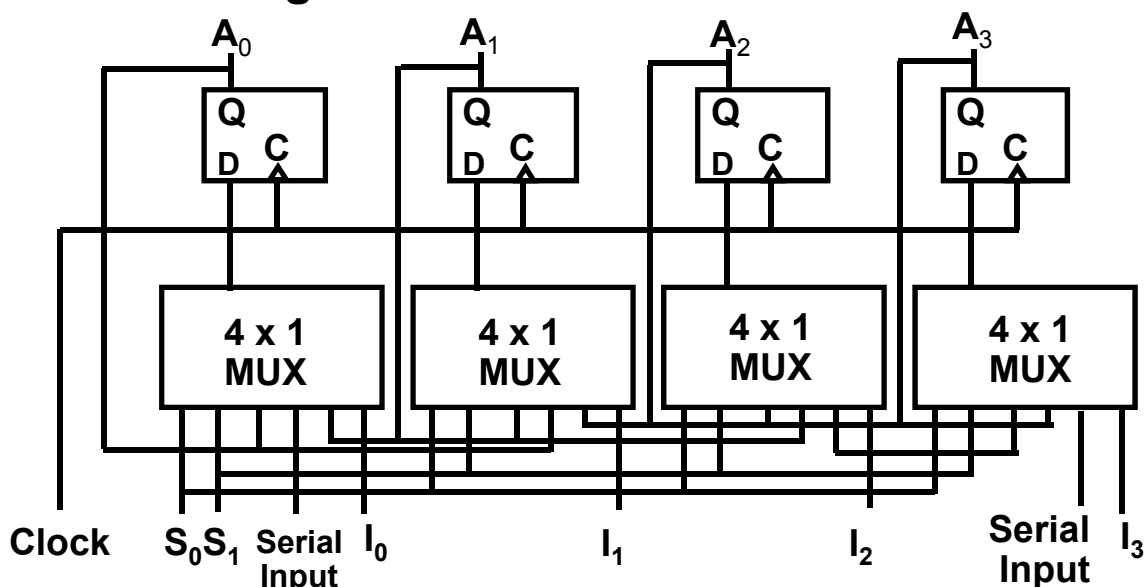 A0 A1 A2 A3
Q Q Q Q
D C D C D C D C
4 x 1 4 x 1 4 x 1 4 x 1
MUX MUX MUX MUX
Clock S0S1 Serial I0 I1 I2 Serial I3
Input Input